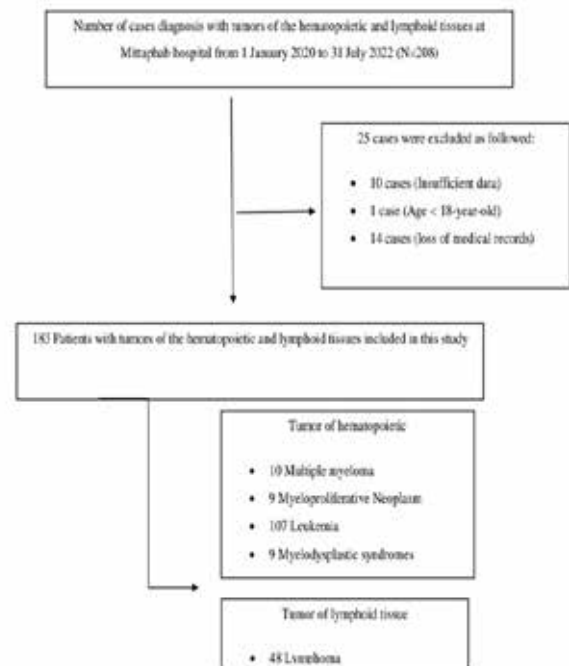 Number of cases diagnosis with tumors of the hematopoietic and lymphoid tissues at
Mittaphab hospital from 1 January 2020 to 31 July 2022 (N=208)
25 cases were excluded as followed:
• 10 cases (Insufficient data)
• 1 case (Age < 18-year-old)
• 14 cases (loss of medical records)
183 Patients with tumors of the hematopoietic and lymphoid tissues included in this study
Tumor of hematopoietic
• 10 Multiple myeloma
• 9 Myeloproliferative Neoplasm
• 107 Leukemia
• 9 Myelodysplastic syndromes
Tumor of lymphoid tissue
• 48 Lymphoma